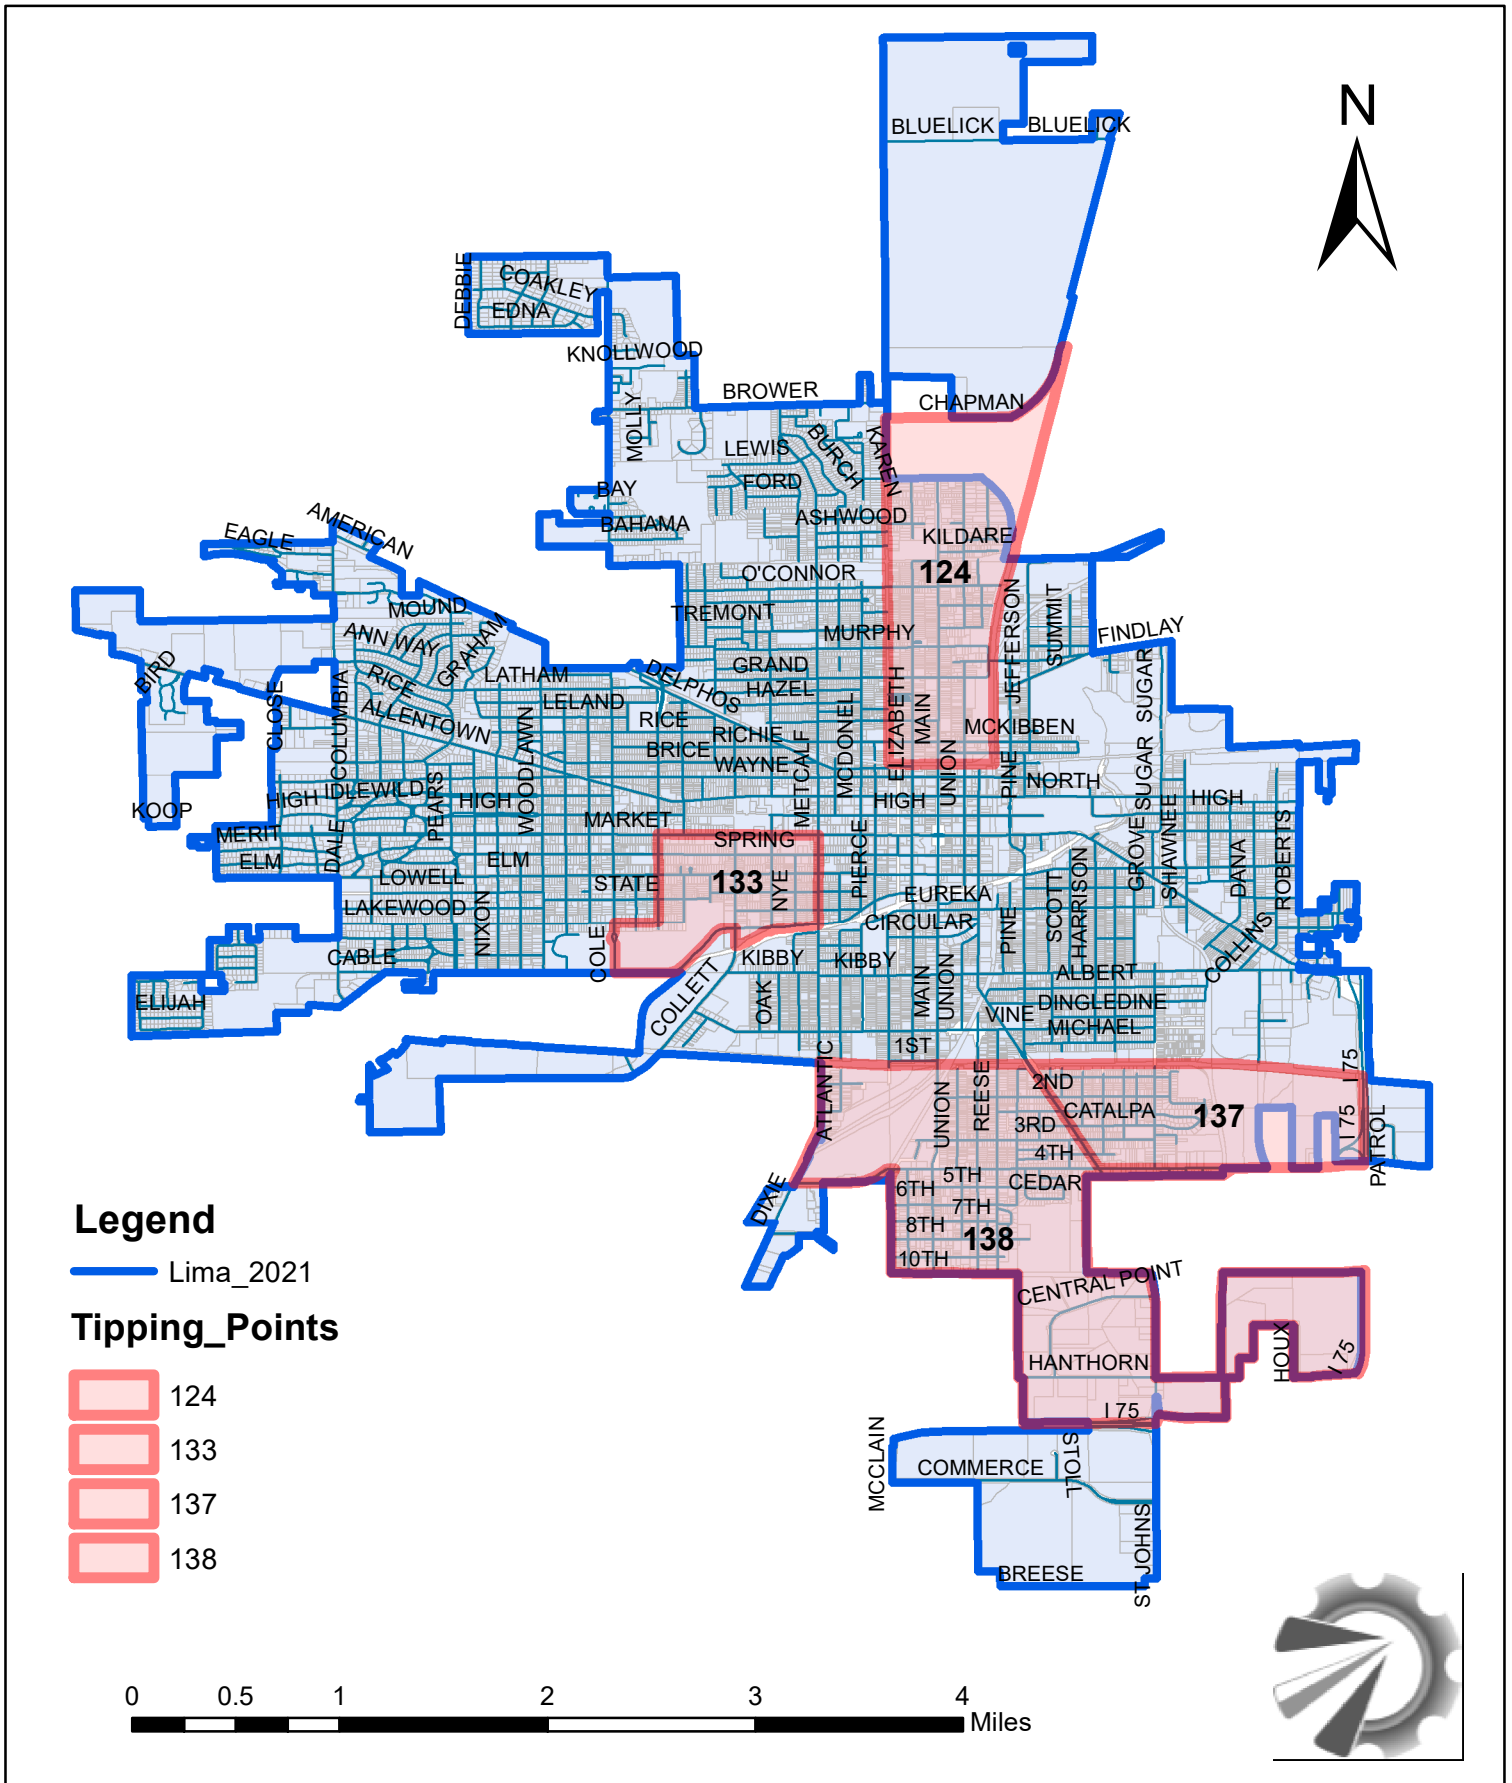 N
BLUELICK
BLUELICK
DEBBIE
COAKLEY
EDNA
KNOLLWOOD
BROWER
CHAPMAN
MOLLY
LEWIS
BURCH
KAREN
FORD
BAY
BAHAMA
ASHWOOD
KILDARE
EAGLE
AMERICAN
O'CONNOR
124
MOUND
TREMONT
JEFFERSON
SUMMIT
ANN WAY
GRAHAM
MURPHY
FINDLAY
BIRD
RICE
LATHAM
DELPHOS
GRAND
HAZEL
ELIZABETH
MAIN
SUGAR
CLOSE
COLUMBIA
ALLENTOWN
WOODLAWN
LELAND
RICE
RICHIE
METCALF
MCDONEL
MCKIBBEN
BRICE
WAYNE
UNION
PINE
NORTH
SUGAR
KOOP
HIGH
IDLEWILD
PEARS
HIGH
HIGH
HIGH
MERIT
DALE
MARKET
SPRING
ELM
ELM
LOWELL
STATE
133
NYE
PIERCE
EUREKA
SCOTT
HARRISON
GROVE
SHAWNEE
DANA
ROBERTS
LAKEWOOD
NIXON
CIRCULAR
PINE
COLE
CABLE
KIBBY
KIBBY
COLLINS
ELIJAH
COLLETT
OAK
MAIN
UNION
ALBERT
DINGLEDINE
VINE
MICHAEL
1ST
ATLANTIC
I 75
UNION
REESE
2ND
CATALPA
137
I 75
PATROL
3RD
4TH
5TH
DIXIE
6TH
CEDAR
7TH
8TH
138
10TH
CENTRAL POINT
HOUX
I 75
HANTHORN
I 75
MCCLAIN
COMMERCE
STOLL
ST JOHNS
BREESE
Legend
Lima_2021
Tipping_Points
124
133
137
138
0 0.5 1 2 3 4
Miles